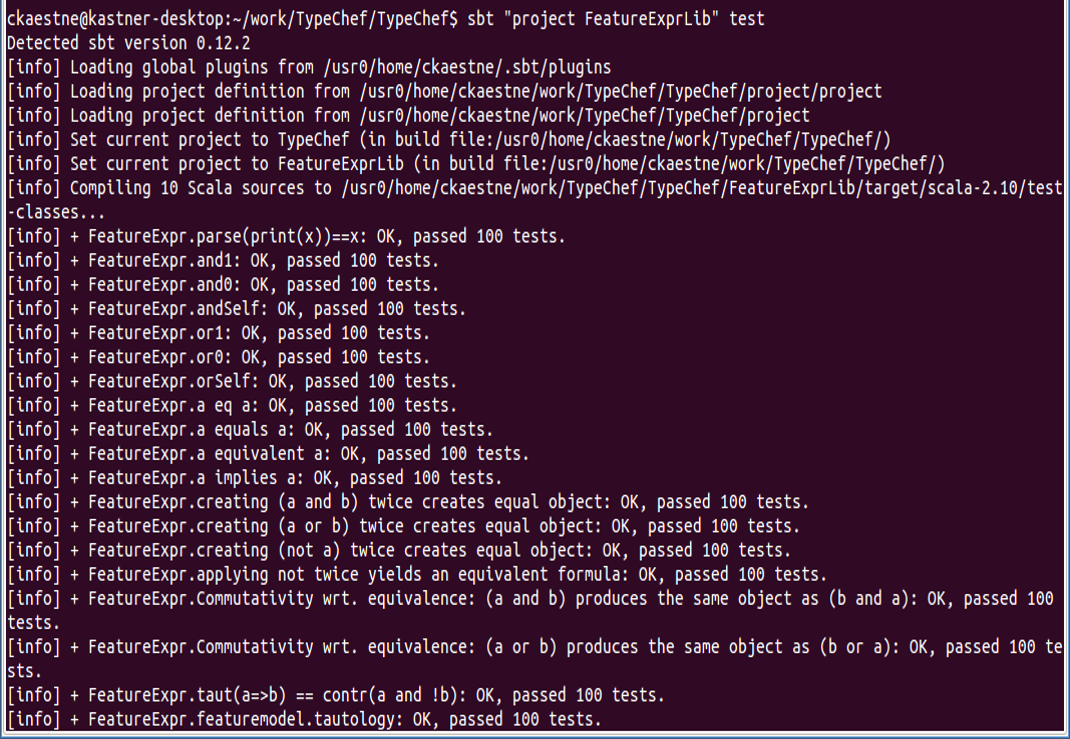 ckaestne@kastner-desktop:~/work/TypeChef/TypeChef$ sbt "project FeatureExprLib" test
Detected sbt version 0.12.2
[info] Loading global plugins from /usr0/home/ckaestne/.sbt/plugins
[info] Loading project definition from /usr0/home/ckaestne/work/TypeChef/TypeChef/project/project
[info] Loading project definition from /usr0/home/ckaestne/work/TypeChef/TypeChef/project
[info] Set current project to TypeChef (in build file:/usr0/home/ckaestne/work/TypeChef/TypeChef/)
[info] Set current project to FeatureExprLib (in build file:/usr0/home/ckaestne/work/TypeChef/TypeChef/)
[info] Compiling 10 Scala sources to /usr0/home/ckaestne/work/TypeChef/TypeChef/FeatureExprLib/target/scala-2.10/test
-classes...
[info] + FeatureExpr.parse(print(x))==x: OK, passed 100 tests.
[info] + FeatureExpr.and1: OK, passed 100 tests.
[info] + FeatureExpr.and0: OK, passed 100 tests.
[info] + FeatureExpr.andSelf: OK, passed 100 tests.
[info] + FeatureExpr.or1: OK, passed 100 tests.
[info] + FeatureExpr.or0: OK, passed 100 tests.
[info] + FeatureExpr.orSelf: OK, passed 100 tests.
[info] + FeatureExpr.a eq a: OK, passed 100 tests.
[info] + FeatureExpr.a equals a: OK, passed 100 tests.
[info] + FeatureExpr.a equivalent a: OK, passed 100 tests.
[info] + FeatureExpr.a implies a: OK, passed 100 tests.
[info] + FeatureExpr.creating (a and b) twice creates equal object: OK, passed 100 tests.
[info] + FeatureExpr.creating (a or b) twice creates equal object: OK, passed 100 tests.
[info] + FeatureExpr.creating (not a) twice creates equal object: OK, passed 100 tests.
[info] + FeatureExpr.applying not twice yields an equivalent formula: OK, passed 100 tests.
[info] + FeatureExpr.Commutativity wrt. equivalence: (a and b) produces the same object as (b and a): OK, passed 100
tests.
[info] + FeatureExpr.Commutativity wrt. equivalence: (a or b) produces the same object as (b or a): OK, passed 100 te
sts.
[info] + FeatureExpr.taut(a=>b) == contr(a and !b): OK, passed 100 tests.
[info] + FeatureExpr.featuremodel.tautology: OK, passed 100 tests.